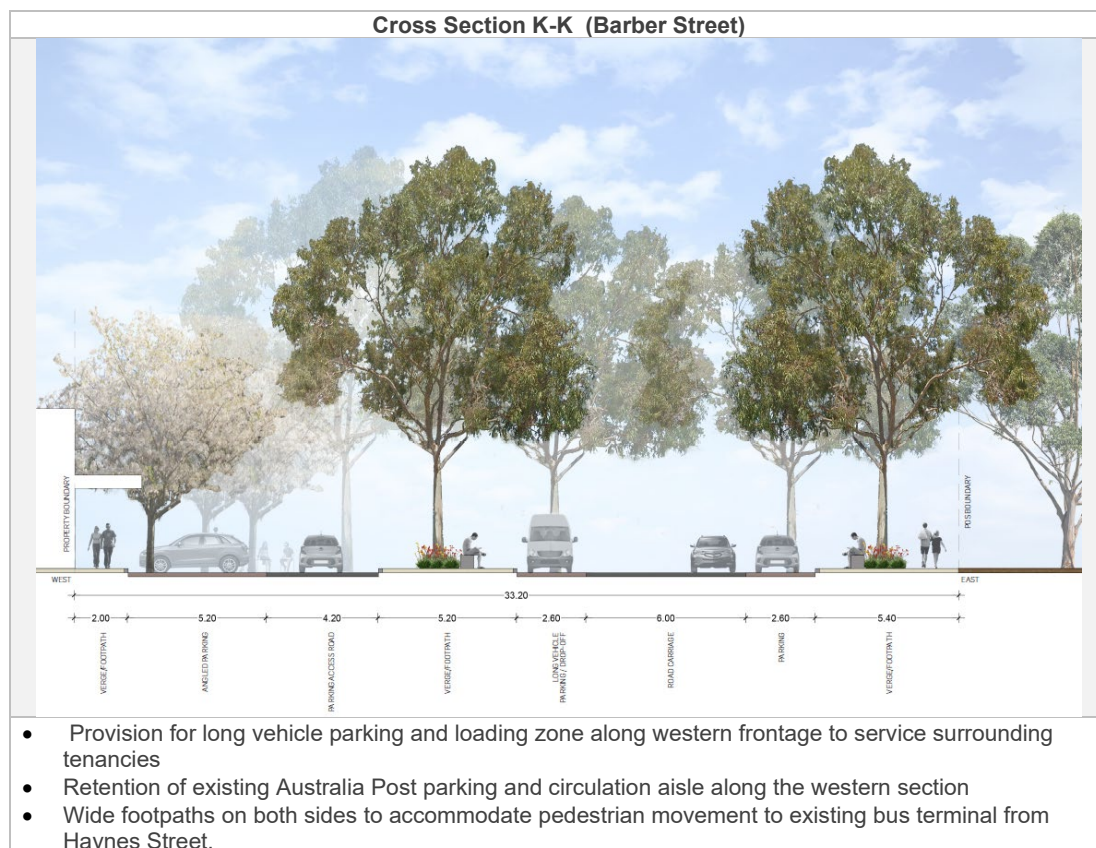 Cross Section K-K (Barber Street)
PROPERTY BOUNDARY
POS BOUNDARY
WEST
EAST
33.20
2.00
5.20
4.20
5.20
2.60
6.00
2.60
5.40
VERGE/FOOTPATH
ANGLED PARKING
PARKING ACCESS ROAD
VERGE/FOOTPATH
LONG VEHICLE
PARKING / DROP-OFF
ROAD CARRIAGE
PARKING
VERGE/FOOTPATH
• Provision for long vehicle parking and loading zone along western frontage to service surrounding
tenancies
• Retention of existing Australia Post parking and circulation aisle along the western section
• Wide footpaths on both sides to accommodate pedestrian movement to existing bus terminal from
Haynes Street.